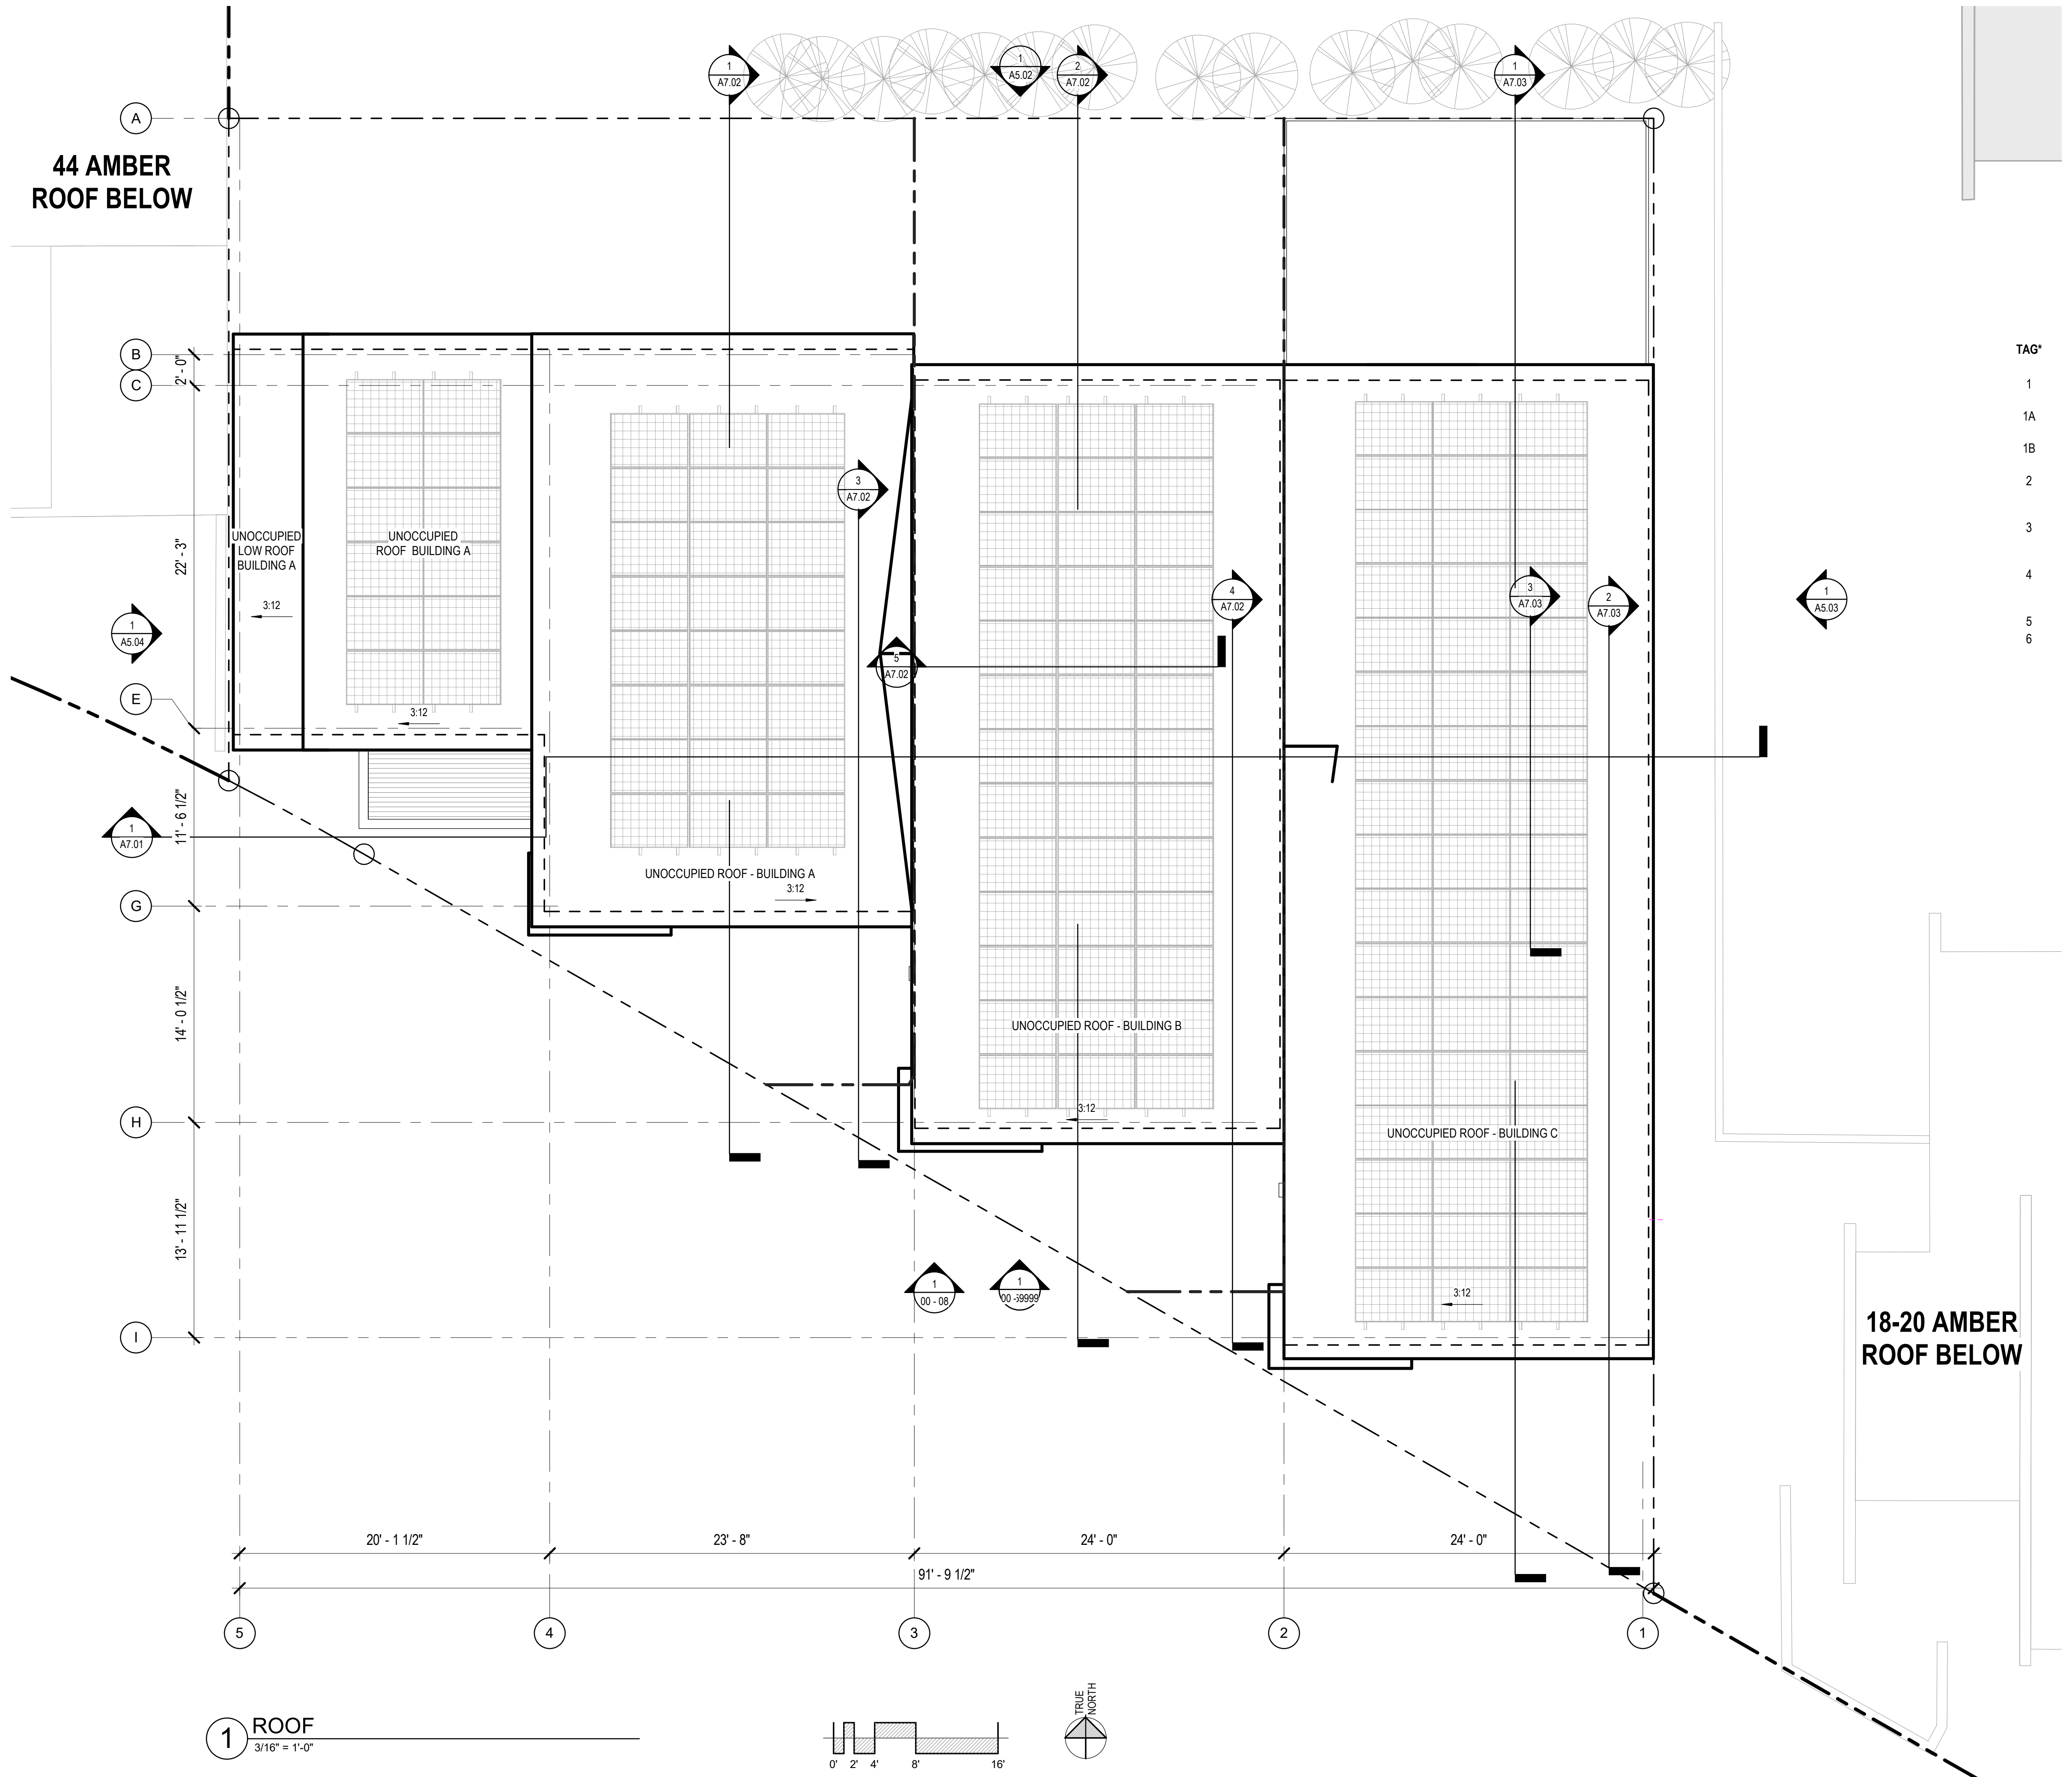 1
A7.02
1
A5.02
2
A7.02
1
A7.03
A
44 AMBER
ROOF BELOW
B
C
2' - 0"
TAG*
1
1A
1B
2
3
4
5
6
3
A7.02
UNOCCUPIED
LOW ROOF
BUILDING A
UNOCCUPIED
ROOF BUILDING A
22' - 3"
3:12
4
A7.02
3
A7.03
2
A7.03
1
A5.03
1
A5.04
5
A7.02
E
3:12
11' - 6 1/2"
1
A7.01
UNOCCUPIED ROOF - BUILDING A
3:12
G
14' - 0 1/2"
UNOCCUPIED ROOF - BUILDING B
3:12
H
UNOCCUPIED ROOF - BUILDING C
13' - 11 1/2"
1
00 - 08
1
3:12
I
18-20 AMBER
ROOF BELOW
20' - 1 1/2"
23' - 8"
24' - 0"
24' - 0"
91' - 9 1/2"
5
4
3
2
1
1
ROOF
3/16" = 1'-0"
0'
2'
4'
8'
16'
TRUE
NORTH